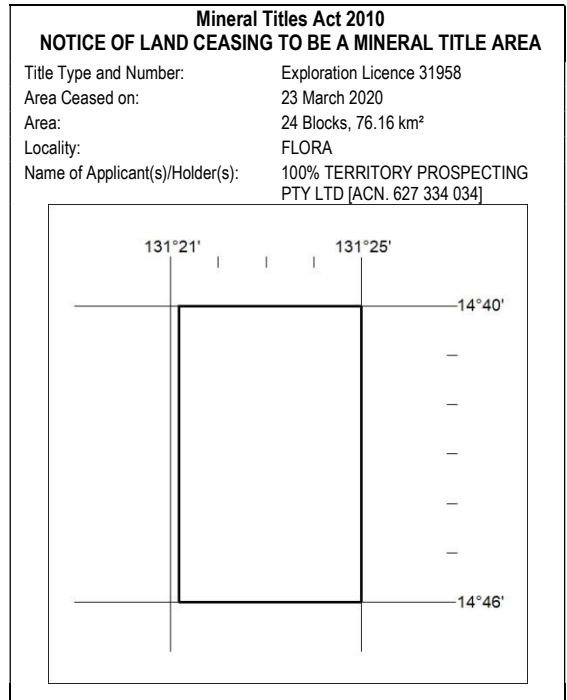 Mineral Titles Act 2010
NOTICE OF LAND CEASING TO BE A MINERAL TITLE AREA
Title Type and Number: Exploration Licence 31958
Area Ceased on: 23 March 2020
Area: 24 Blocks, 76.16 km²
Locality: FLORA
Name of Applicant(s)/Holder(s): 100% TERRITORY PROSPECTING
PTY LTD [ACN. 627 334 034]
131°21' 131°25'
14°40'
14°46'